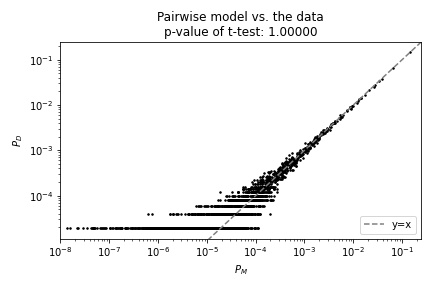 Pairwise model vs. the data
p-value of t-test: 1.00000
P_D
10⁻¹
10⁻²
10⁻³
10⁻⁴
y=x
10⁻⁸ 10⁻⁷ 10⁻⁶ 10⁻⁵ 10⁻⁴ 10⁻³ 10⁻² 10⁻¹
P_M